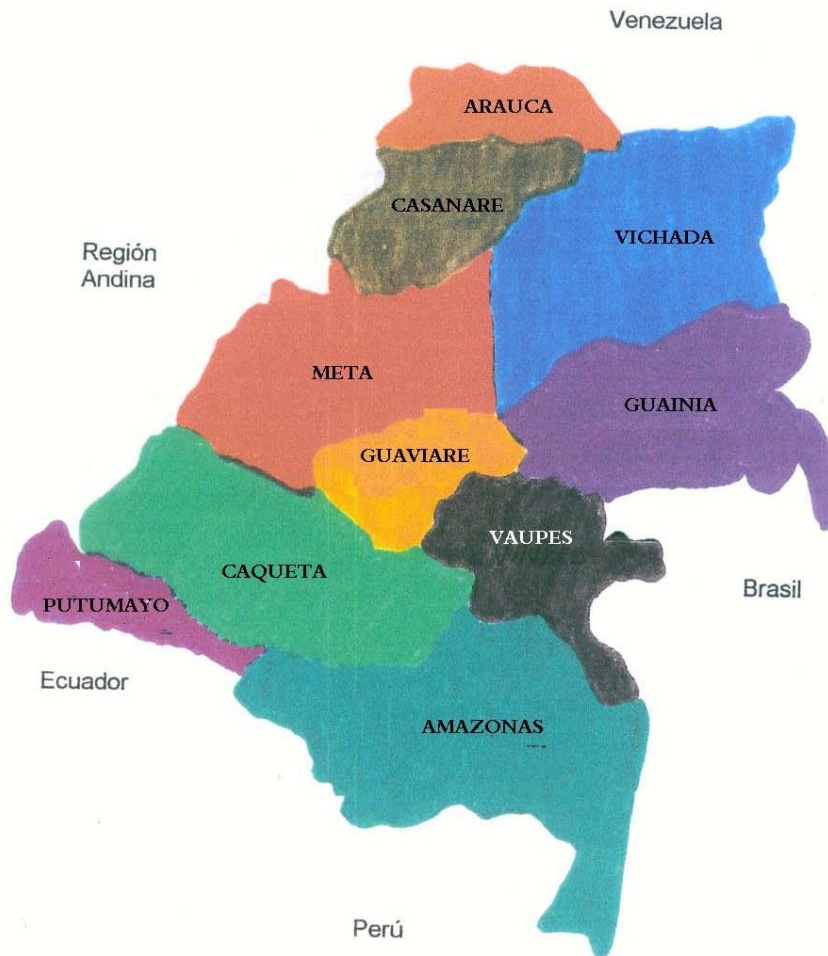 Venezuela
ARAUCA
CASANARE
VICHADA
Región
Andina
META
GUAINIA
GUAVIARE
VAUPES
CAQUETA
Brasil
PUTUMAYO
Ecuador
AMAZONAS
Perú